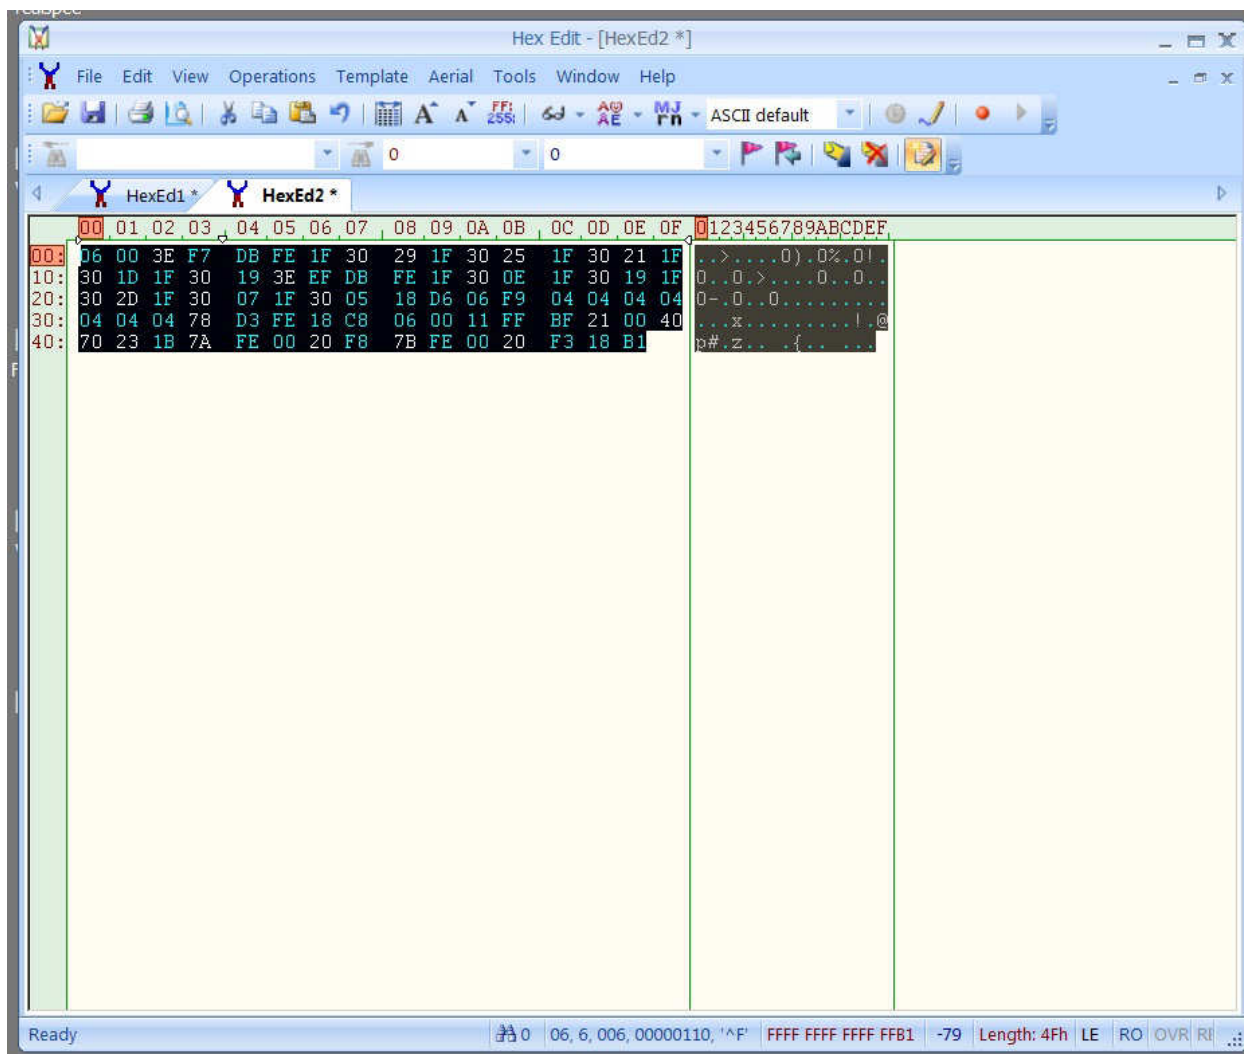 Hex Edit - [HexEd2 *]
File Edit View Operations Template Aerial Tools Window Help
ASCII default
0 0
HexEd1 * HexEd2 *
00 01 02 03 04 05 06 07 08 09 0A 0B 0C 0D 0E 0F 0123456789ABCDEF
00: 06 00 3E F7 DB FE 1F 30 29 1F 30 25 1F 30 21 1F ..>....0).0%.0!.
10: 30 1D 1F 30 19 3E EF DB FE 1F 30 0E 1F 30 19 1F 0..0.>....0..0..
20: 30 2D 1F 30 07 1F 30 05 18 D6 06 F9 04 04 04 04 0-.0..0.........
30: 04 04 04 78 D3 FE 18 C8 06 00 11 FF BF 21 00 40 ...x.........!.@
40: 70 23 1B 7A FE 00 20 F8 7B FE 00 20 F3 18 B1 p#.z.. .{.. ...
Ready 0 06, 6, 006, 00000110, '^F' FFFF FFFF FFFF FFB1 -79 Length: 4Fh LE RO OVR